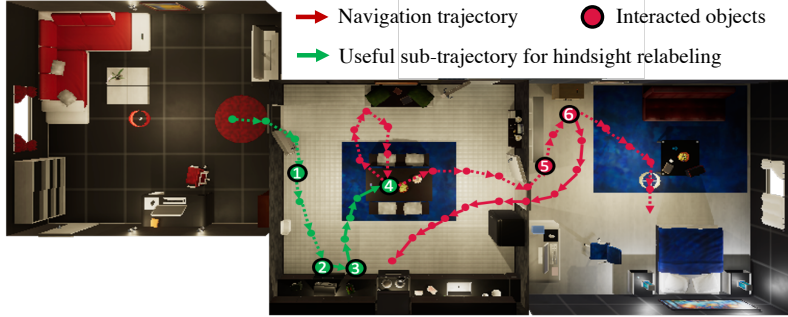 Navigation trajectory
Interacted objects
Useful sub-trajectory for hindsight relabeling
1
2
3
4
5
6